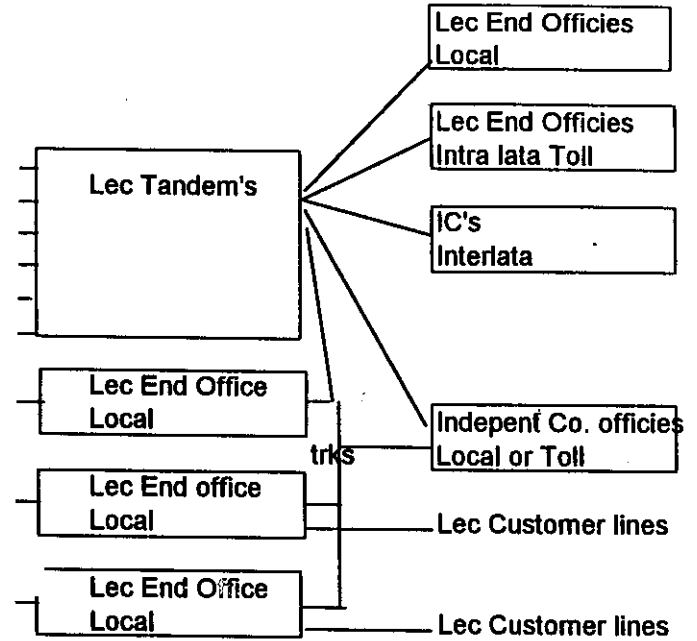 Lec End Officies
Local
Lec End Officies
Intra lata Toll
Lec Tandem's
IC's
Interlata
Lec End Office
Local
Indepent Co. officies
Local or Toll
trks
Lec End office
Local
Lec Customer lines
Lec End Office
Local
Lec Customer lines